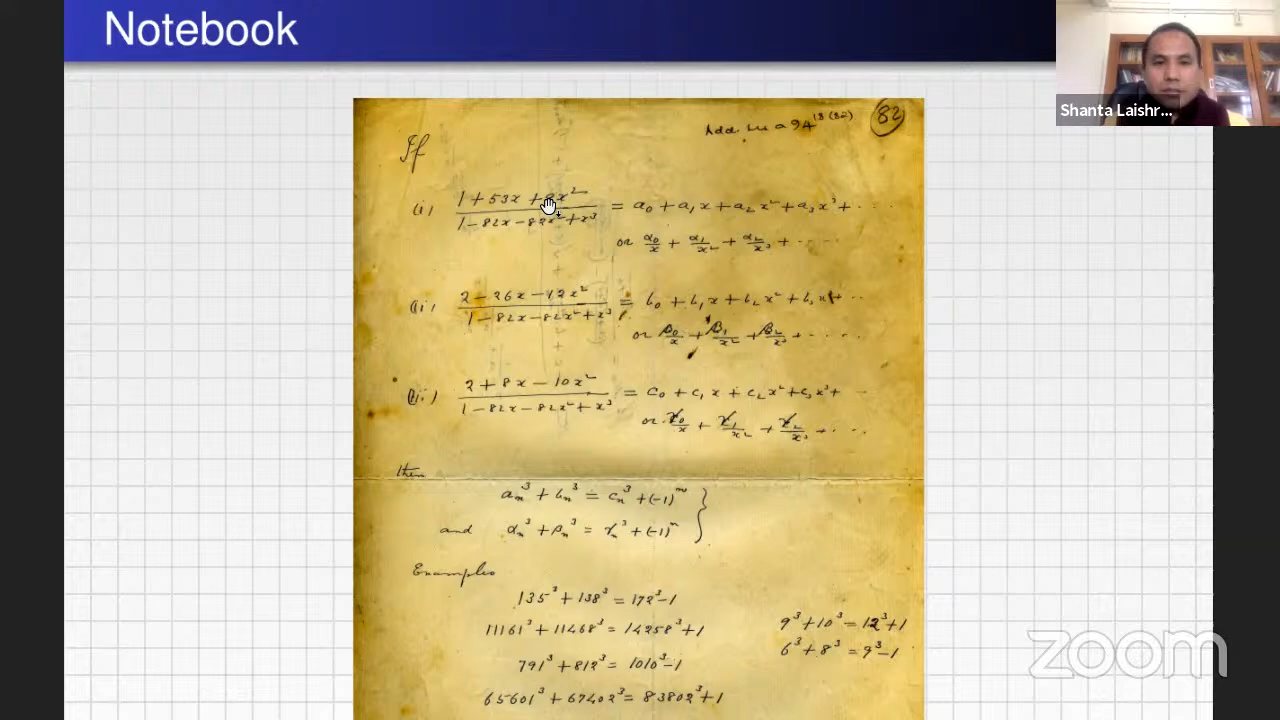 Notebook
Shanta Laishr...
Add. ms a 94¹⁸ ⁽⁸²⁾
82
If
(i) (1 + 53x + 9x²)/(1 − 82x − 82x² + x³) = a₀ + a₁x + a₂x² + a₃x³ + ...
or α₀/x + α₁/x² + α₂/x³ + ....
(ii) (2 − 26x − 12x²)/(1 − 82x − 82x² + x³) = b₀ + b₁x + b₂x² + b₃x³ + ..
or β₀/x + β₁/x² + β₂/x³ + .....
(iii) (2 + 8x − 10x²)/(1 − 82x − 82x² + x³) = c₀ + c₁x + c₂x² + c₃x³ + ..
or γ₀/x + γ₁/x² + γ₂/x³ + ....
then
aₙ³ + bₙ³ = cₙ³ + (−1)ⁿ
and αₙ³ + βₙ³ = γₙ³ + (−1)ⁿ }
Examples
135³ + 138³ = 172³ − 1
11161³ + 11468³ = 14258³ + 1
9³ + 10³ = 12³ + 1
791³ + 812³ = 1010³ − 1
6³ + 8³ = 9³ − 1
65601³ + 67402³ = 83802³ + 1
zoom